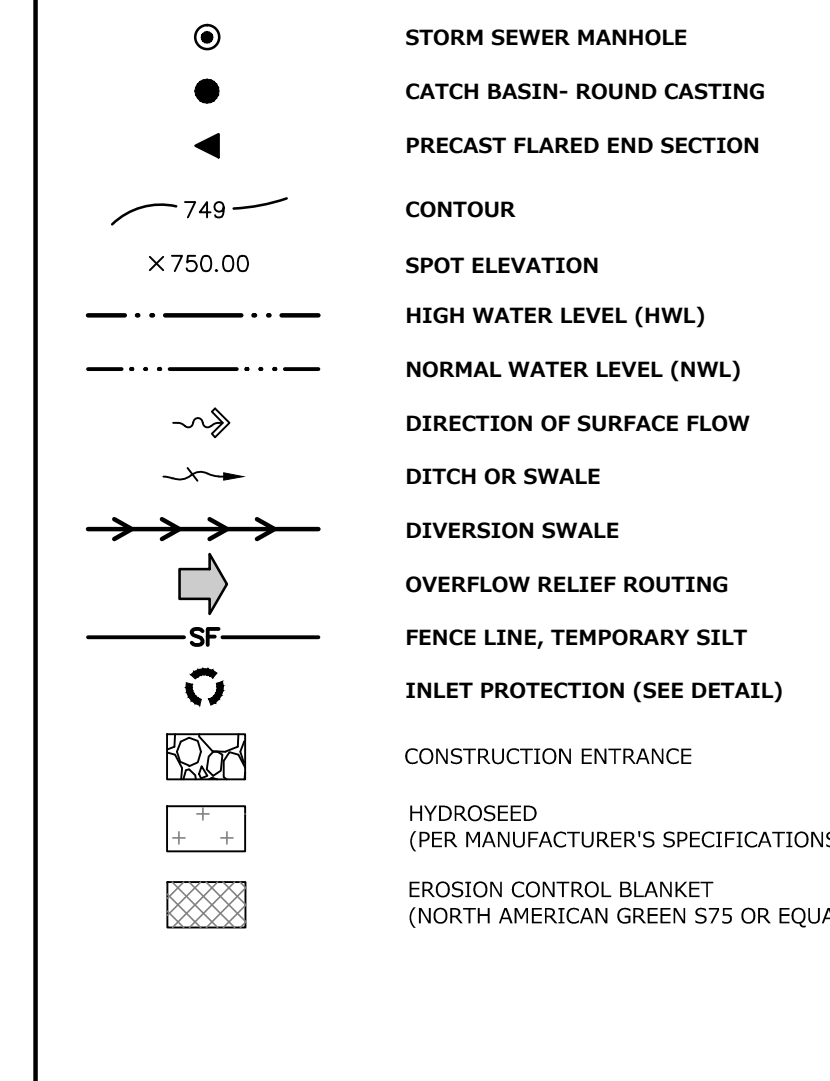 STORM SEWER MANHOLE
CATCH BASIN- ROUND CASTING
PRECAST FLARED END SECTION
749 CONTOUR
×750.00 SPOT ELEVATION
HIGH WATER LEVEL (HWL)
NORMAL WATER LEVEL (NWL)
DIRECTION OF SURFACE FLOW
DITCH OR SWALE
DIVERSION SWALE
OVERFLOW RELIEF ROUTING
SF FENCE LINE, TEMPORARY SILT
INLET PROTECTION (SEE DETAIL)
CONSTRUCTION ENTRANCE
HYDROSEED
(PER MANUFACTURER'S SPECIFICATIONS
EROSION CONTROL BLANKET
(NORTH AMERICAN GREEN S75 OR EQUA